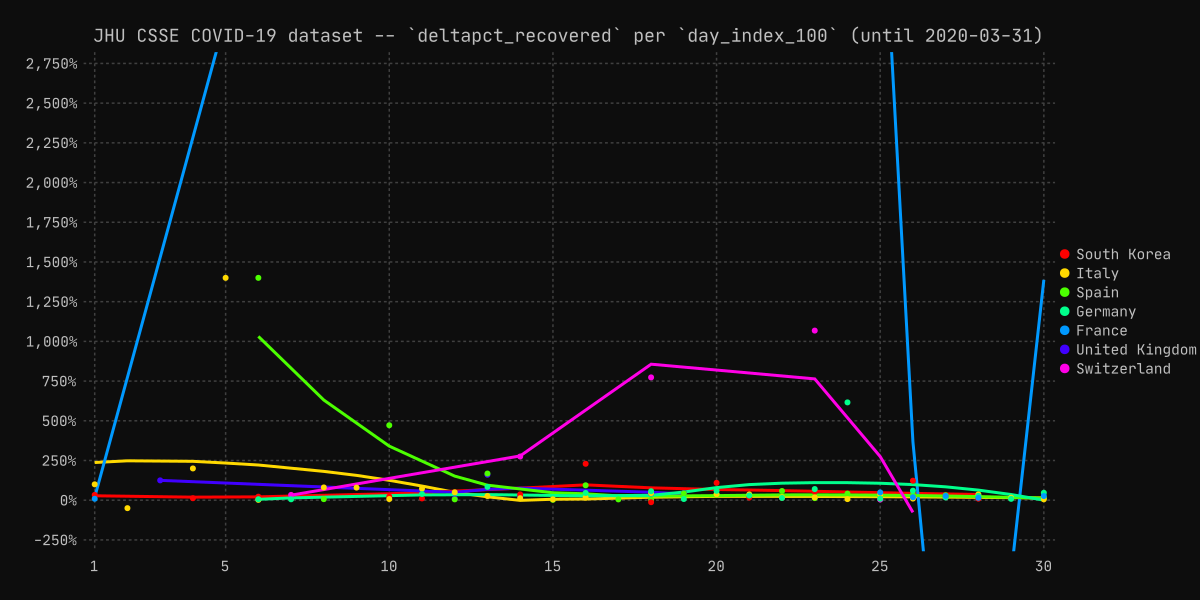 JHU CSSE COVID-19 dataset -- `deltapct_recovered` per `day_index_100` (until 2020-03-31)
2,750%
2,500%
2,250%
2,000%
1,750%
1,500%
1,250%
1,000%
750%
500%
250%
0%
-250%
1 5 10 15 20 25 30
South Korea
Italy
Spain
Germany
France
United Kingdom
Switzerland